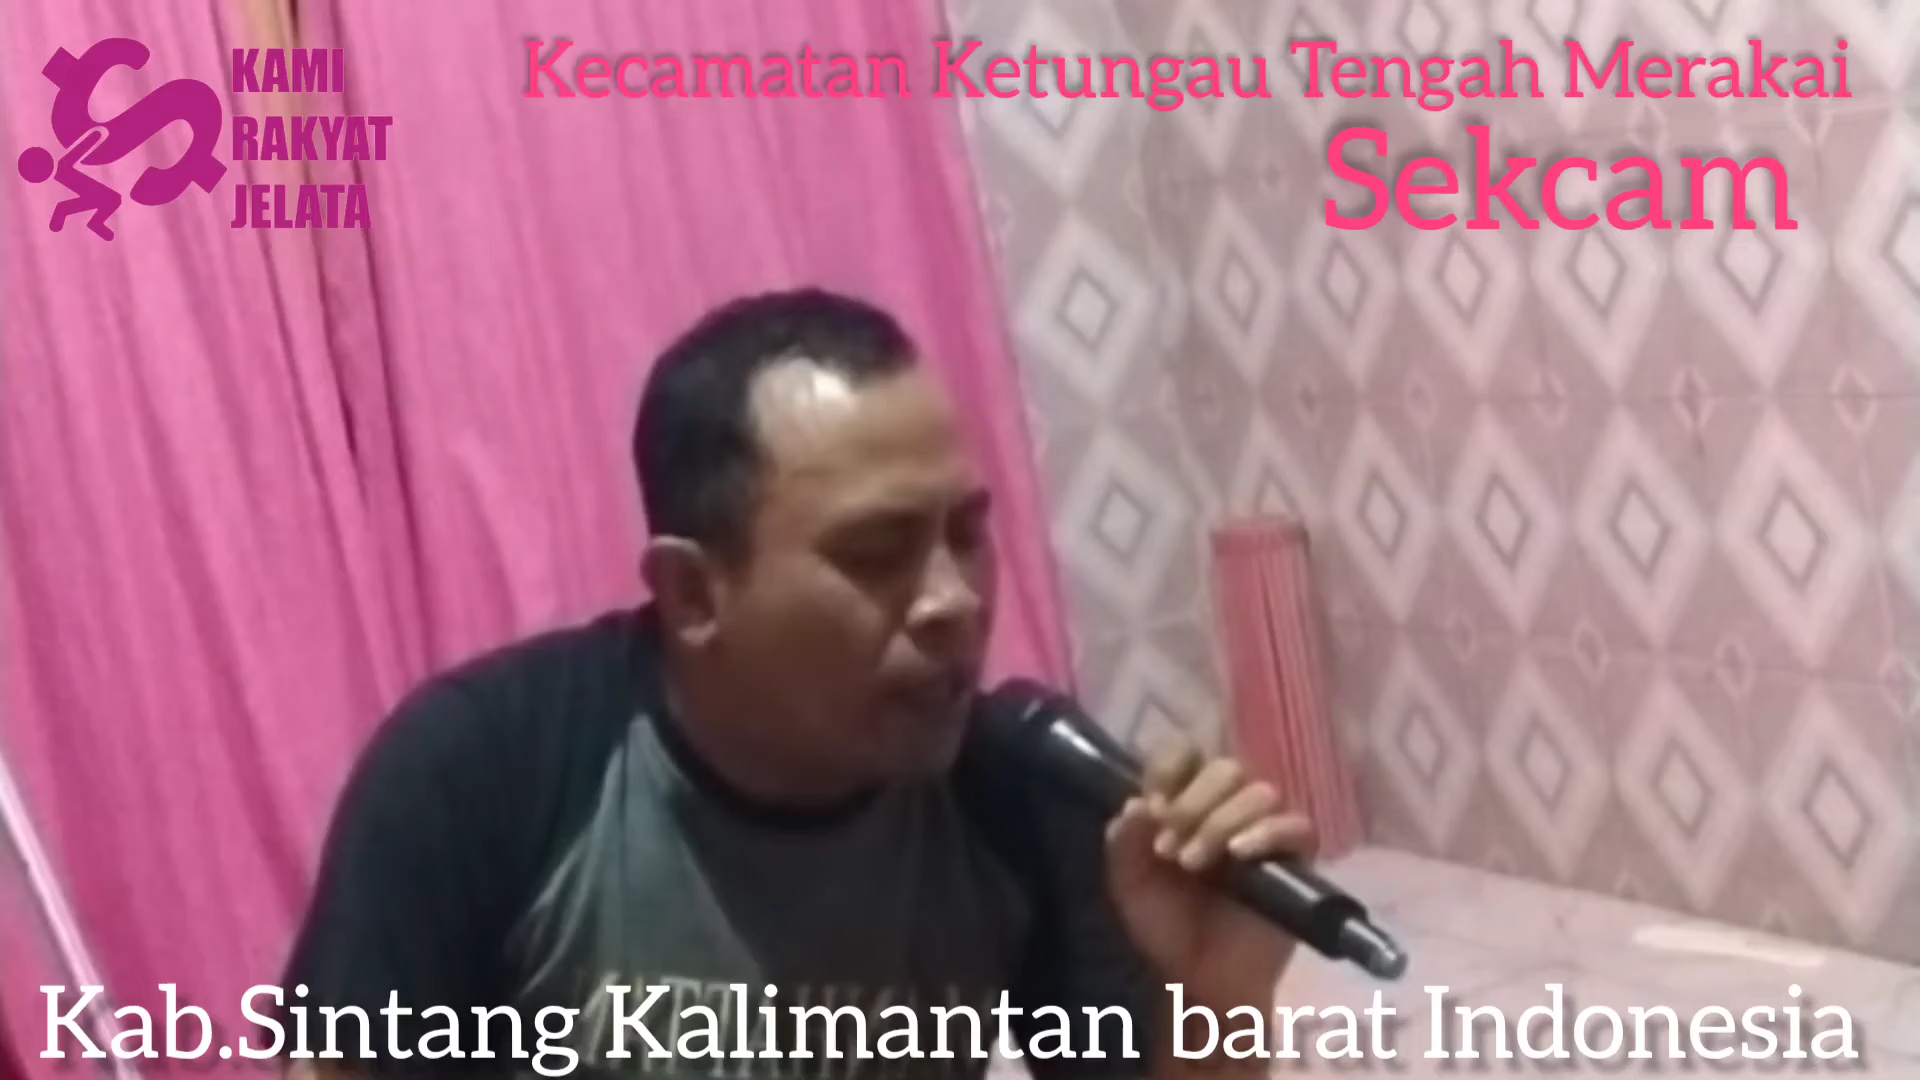 KAMI
RAKYAT
JELATA
Kecamatan Ketungau Tengah Merakai
Sekcam
Kab.Sintang Kalimantan barat Indonesia